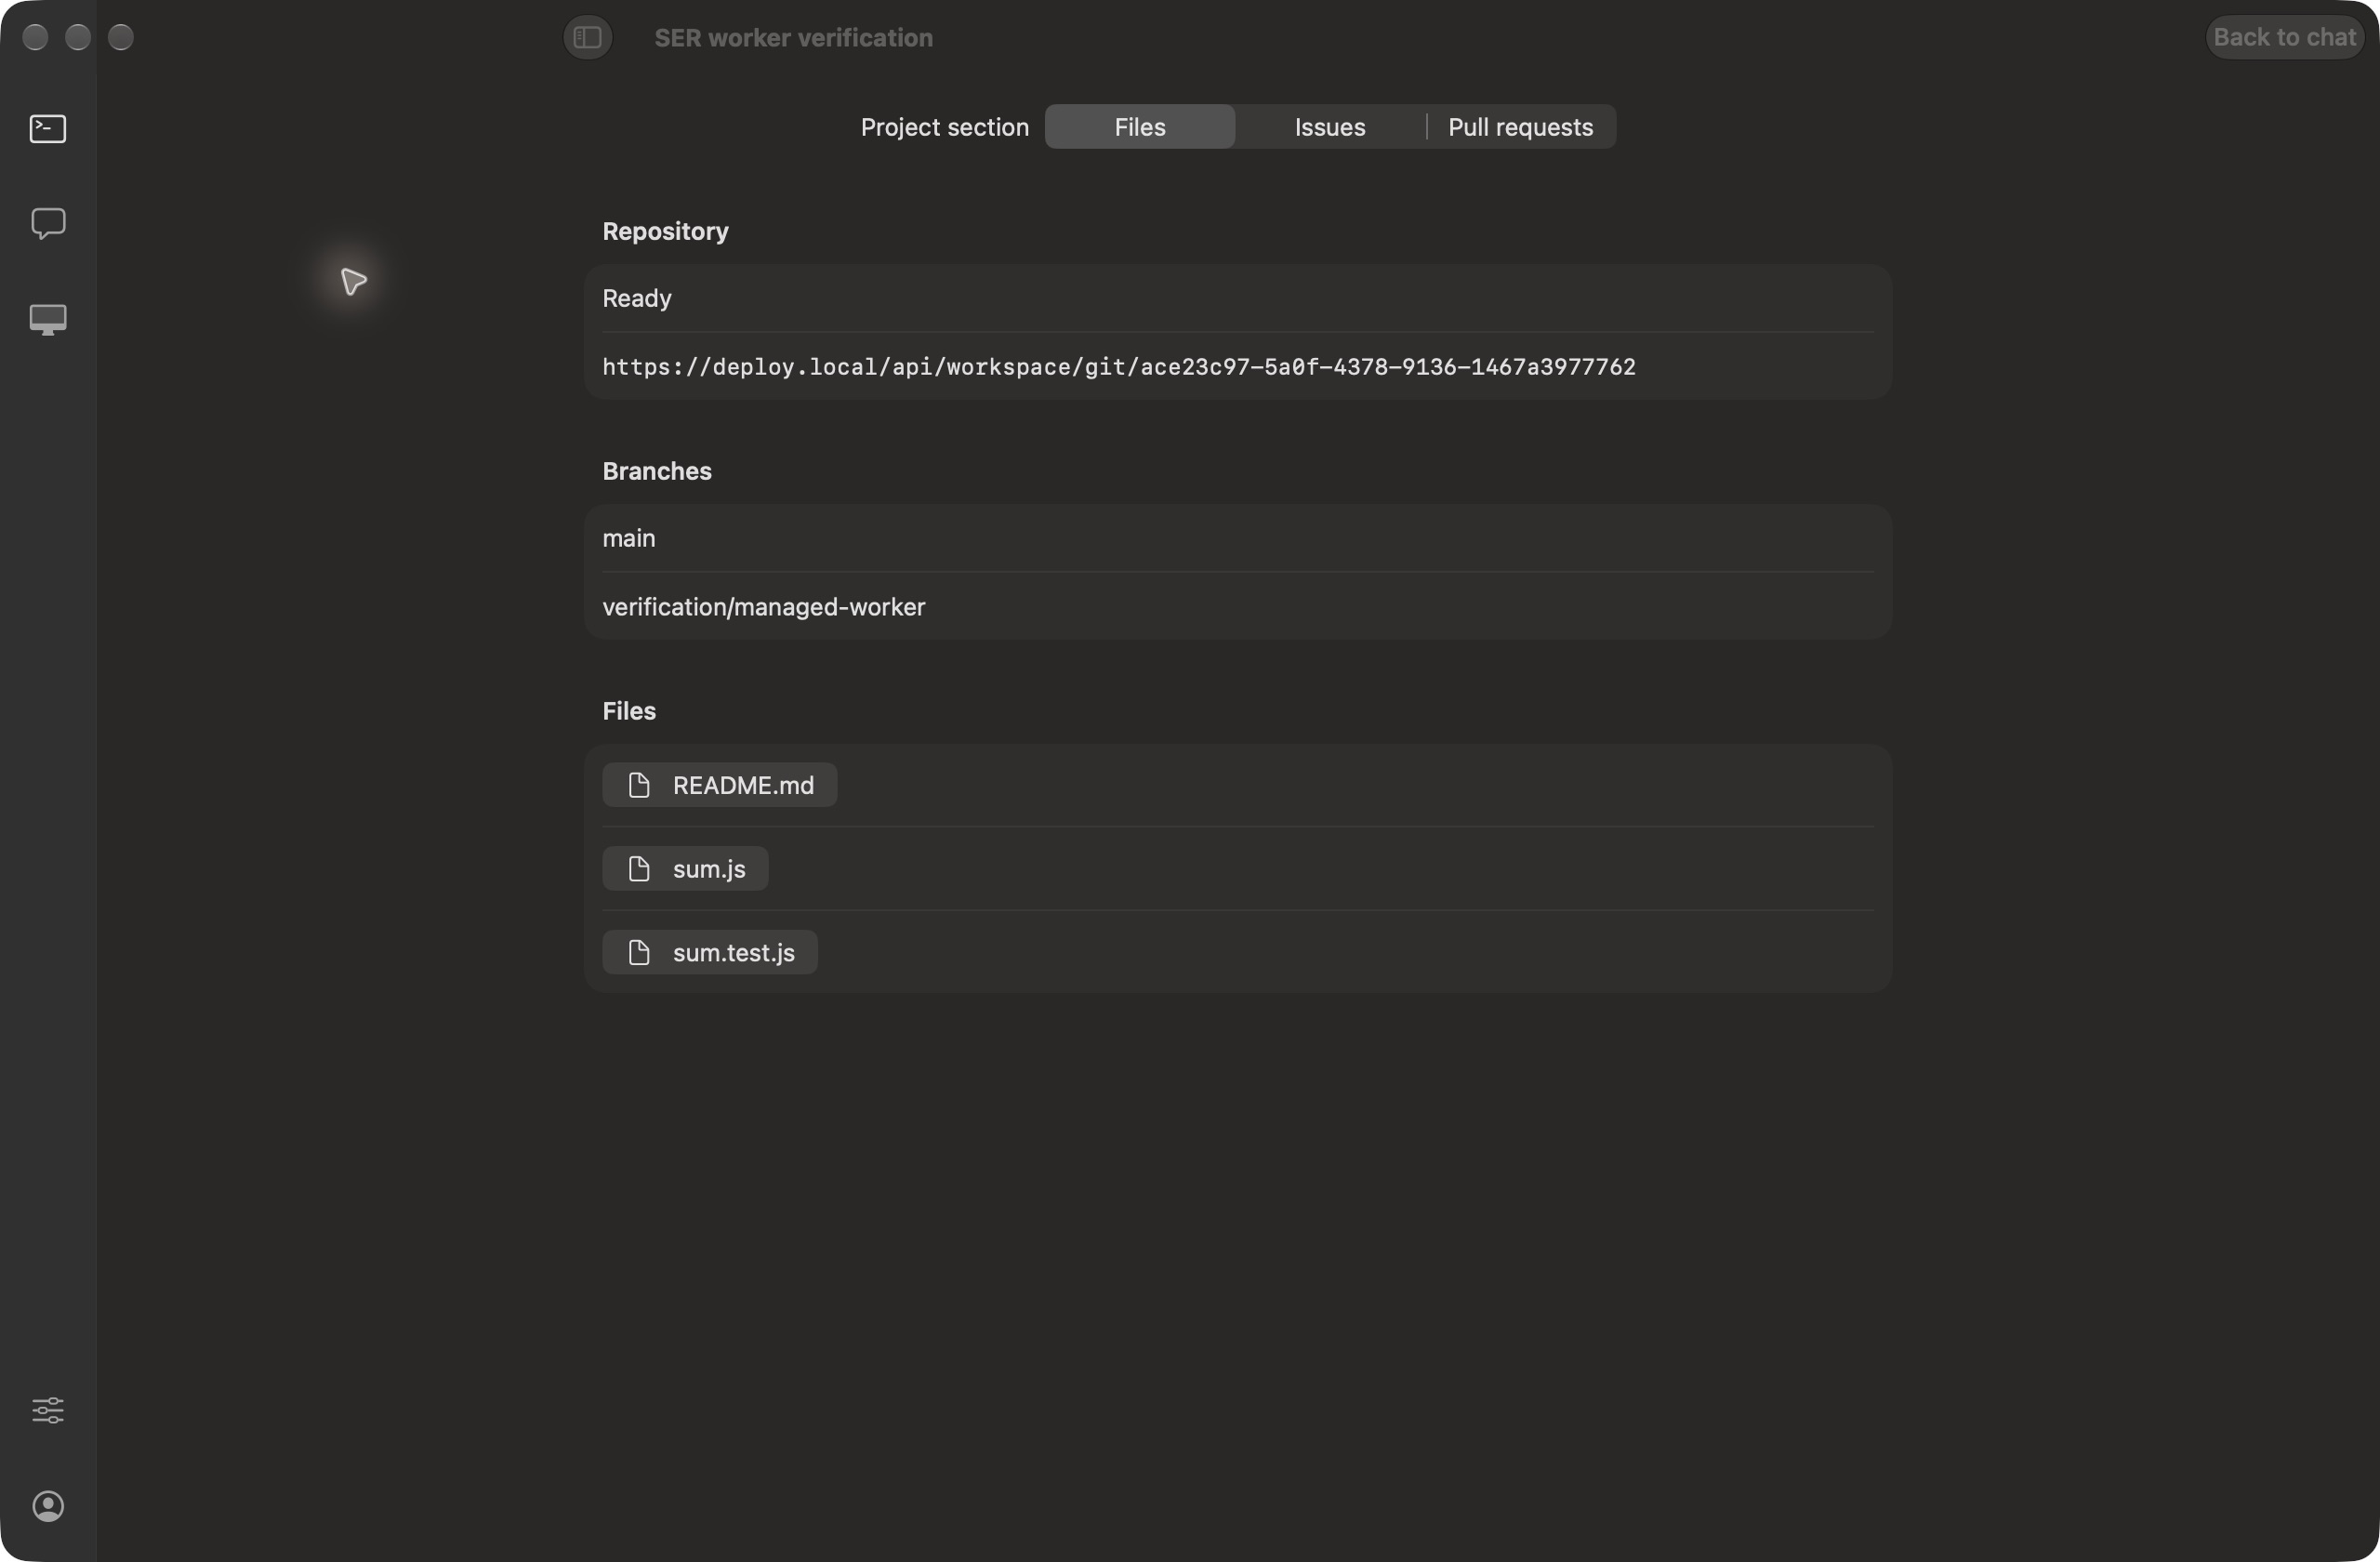 SER worker verification
Back to chat
Project section
Files
Issues
Pull requests
Repository
Ready
https://deploy.local/api/workspace/git/ace23c97-5a0f-4378-9136-1467a3977762
Branches
main
verification/managed-worker
Files
README.md
sum.js
sum.test.js